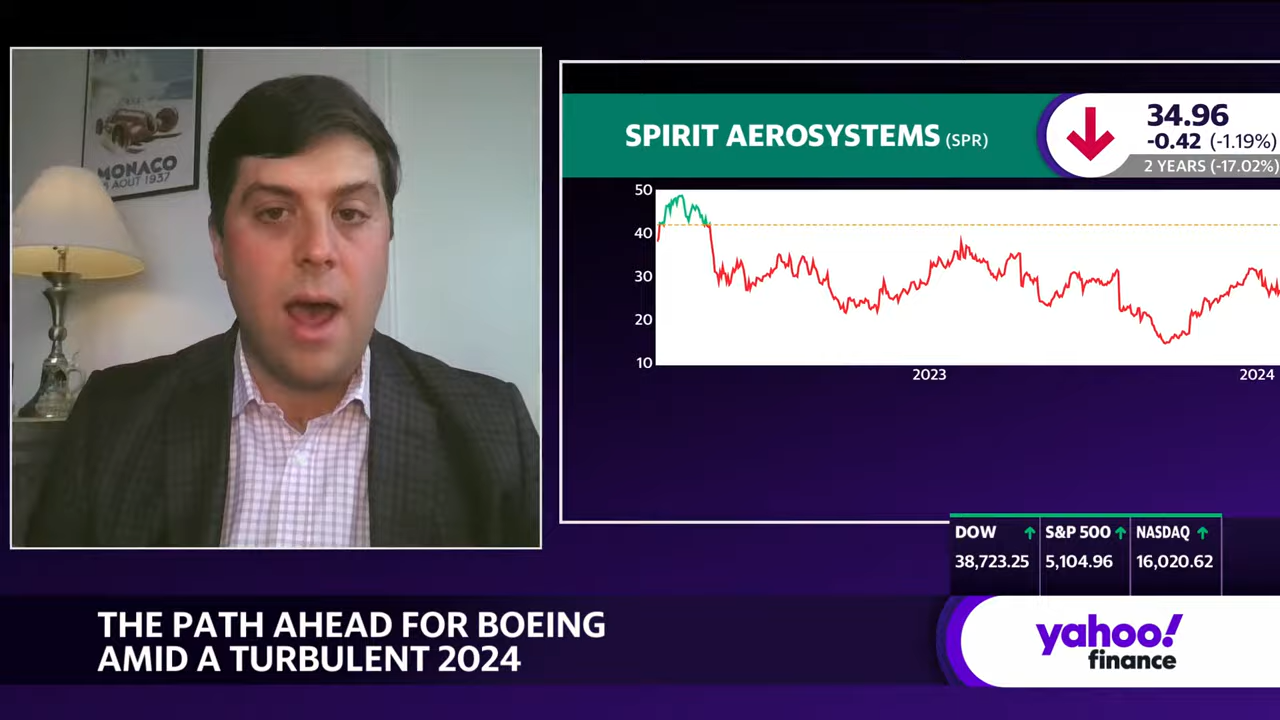 MONACO
AOUT 1937
SPIRIT AEROSYSTEMS (SPR)
34.96
-0.42 (-1.19%)
2 YEARS (-17.02%)
50
40
30
20
10
2023
2024
DOW
38,723.25
S&P 500
5,104.96
NASDAQ
16,020.62
THE PATH AHEAD FOR BOEING
AMID A TURBULENT 2024
yahoo!
finance